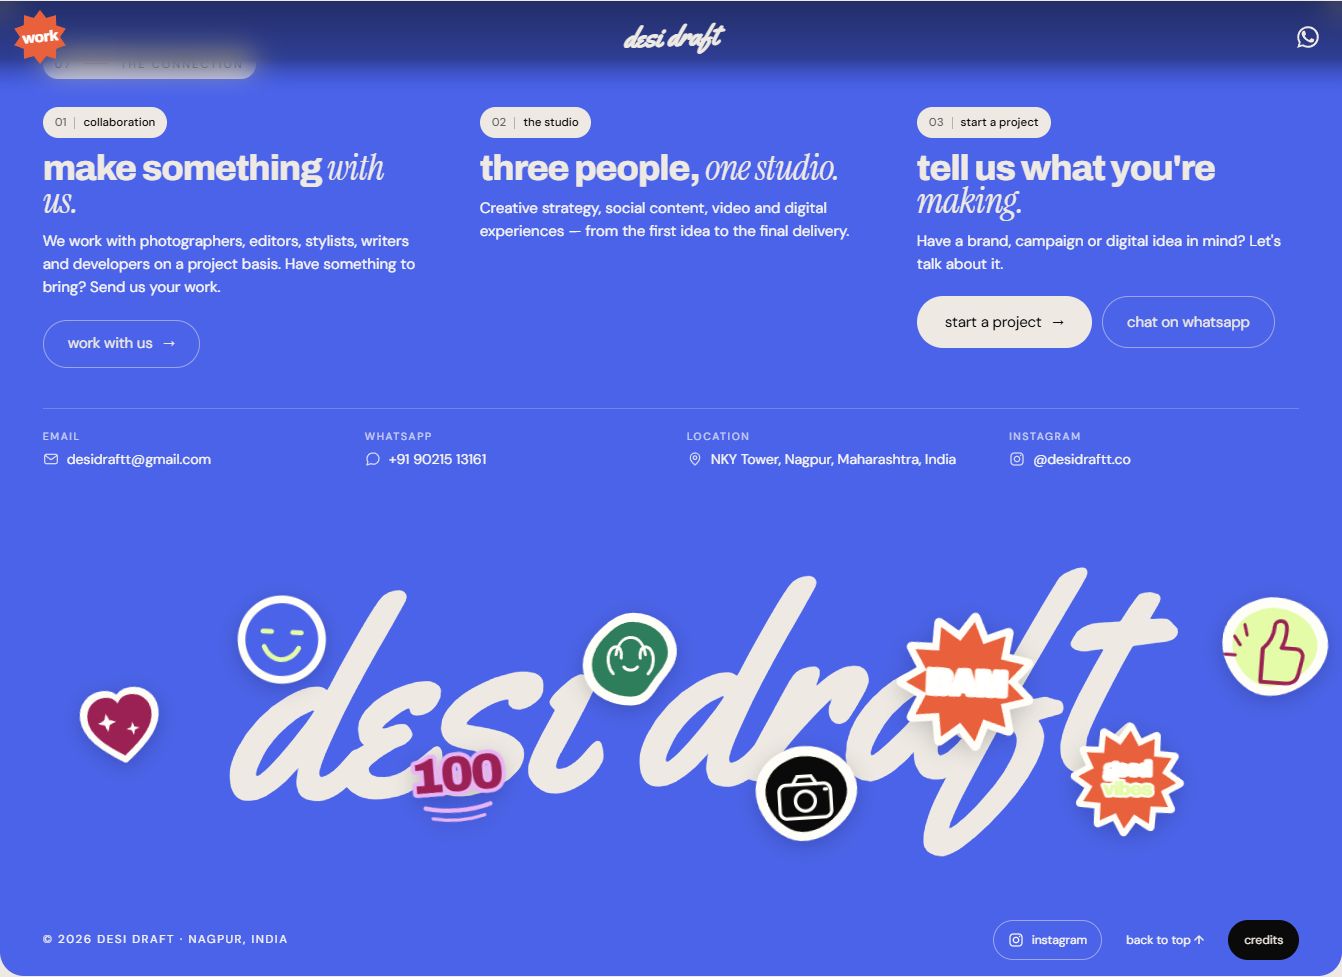 work
desi draft
07 — THE CONNECTION
01 | collaboration
make something with
us.
We work with photographers, editors, stylists, writers
and developers on a project basis. Have something to
bring? Send us your work.
work with us →
02 | the studio
three people, one studio.
Creative strategy, social content, video and digital
experiences — from the first idea to the final delivery.
03 | start a project
tell us what you're
making.
Have a brand, campaign or digital idea in mind? Let's
talk about it.
start a project →
chat on whatsapp
EMAIL
desidraftt@gmail.com
WHATSAPP
+91 90215 13161
LOCATION
NKY Tower, Nagpur, Maharashtra, India
INSTAGRAM
@desidraftt.co
desi draft
100
good
vibes
© 2026 DESI DRAFT · NAGPUR, INDIA
instagram
back to top ↑
credits